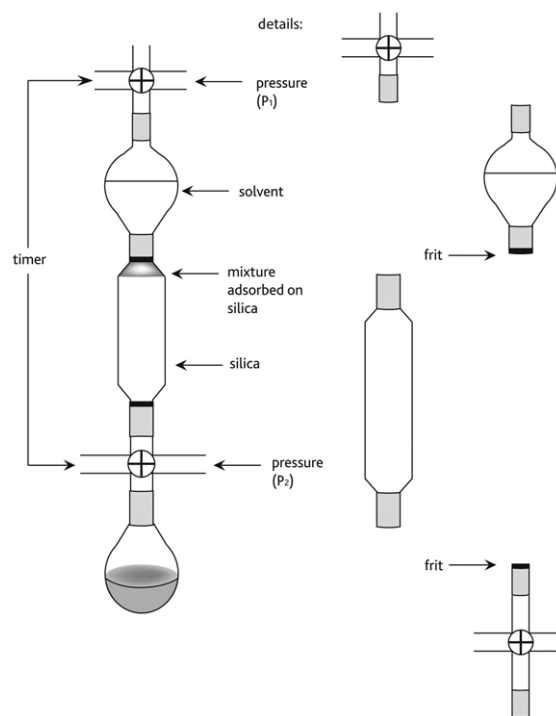 details:
pressure
(P₁)
solvent
timer
frit
mixture
adsorbed on
silica
silica
pressure
(P₂)
frit